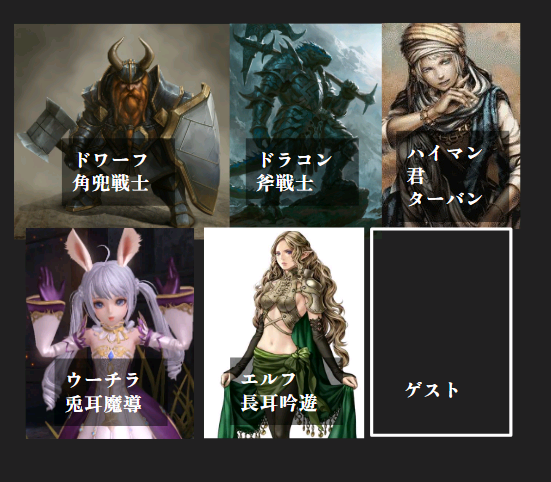 ドワーフ
角兜戦士
ドラコン
斧戦士
ハイマン
君
ターバン
ウーチラ
兎耳魔導
エルフ
長耳吟遊
ゲスト